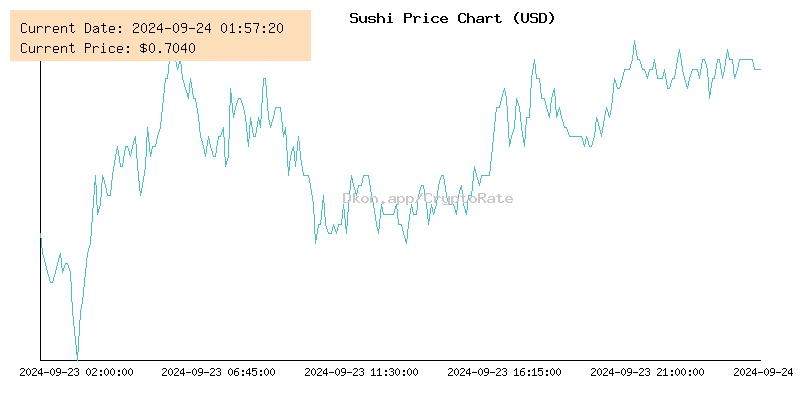 Sushi Price Chart (USD)
Current Date: 2024-09-24 01:57:20
Current Price: $0.7040
Dkon.app/CryptoRate
2024-09-23 02:00:00 2024-09-23 06:45:00 2024-09-23 11:30:00 2024-09-23 16:15:00 2024-09-23 21:00:00 2024-09-24